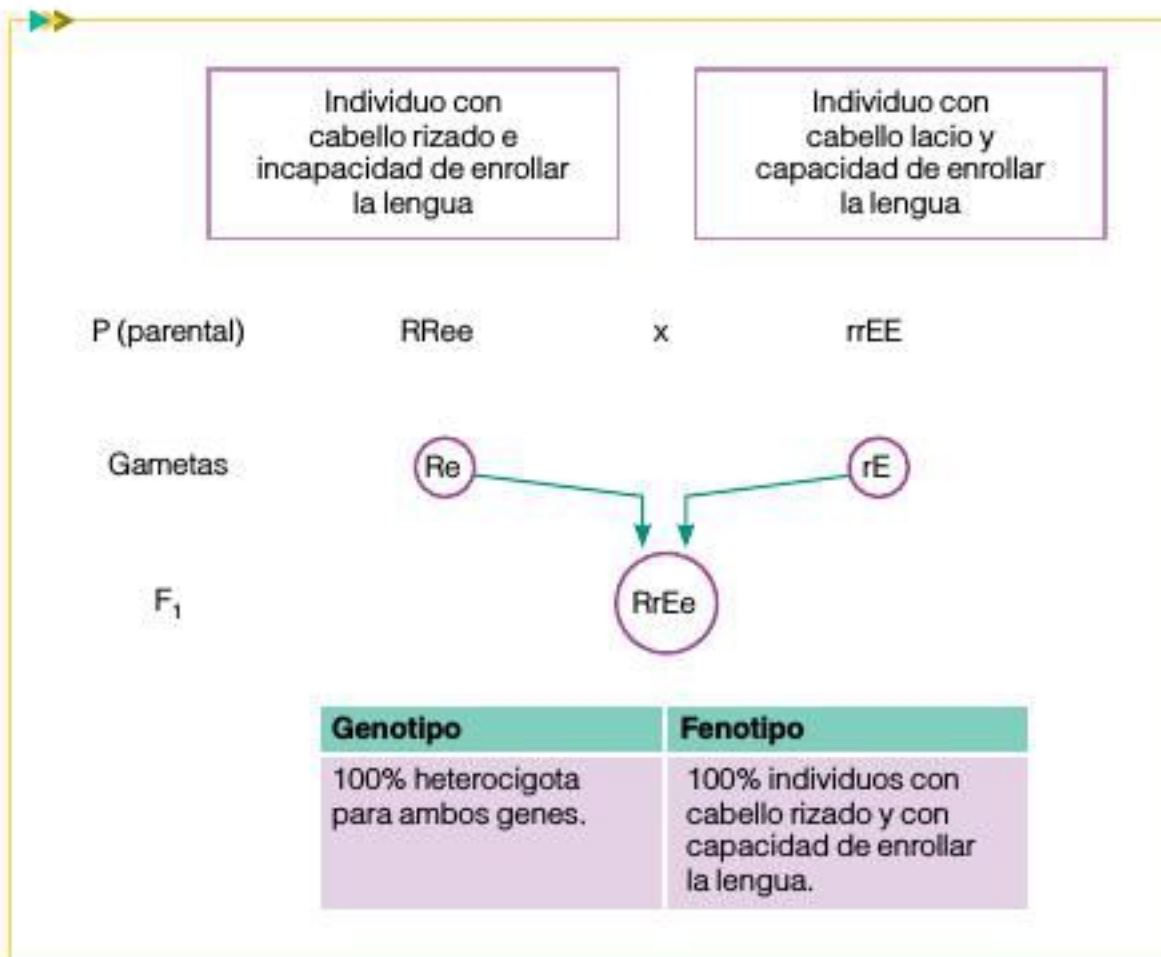 Individuo con
cabello rizado e
incapacidad de enrollar
la lengua
Individuo con
cabello lacio y
capacidad de enrollar
la lengua
P (parental) RRee x rrEE
Gametas Re rE
F₁ RrEe
Genotipo Fenotipo
100% heterocigota
para ambos genes.
100% individuos con
cabello rizado y con
capacidad de enrollar
la lengua.